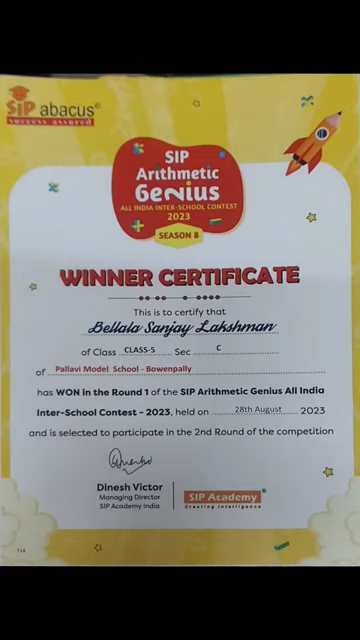 SIP abacus
success assured
SIP
Arithmetic
Genius
ALL INDIA INTER-SCHOOL CONTEST
2023
SEASON 8
WINNER CERTIFICATE
This is to certify that
Bellala Sanjay Lakshman
of Class CLASS-5 Sec C
of Pallavi Model School - Bowenpally
has WON in the Round 1 of the SIP Arithmetic Genius All India
Inter-School Contest - 2023, held on 28th August 2023
and is selected to participate in the 2nd Round of the competition
Dinesh Victor
Managing Director
SIP Academy India
SIP Academy
Creating Intelligence